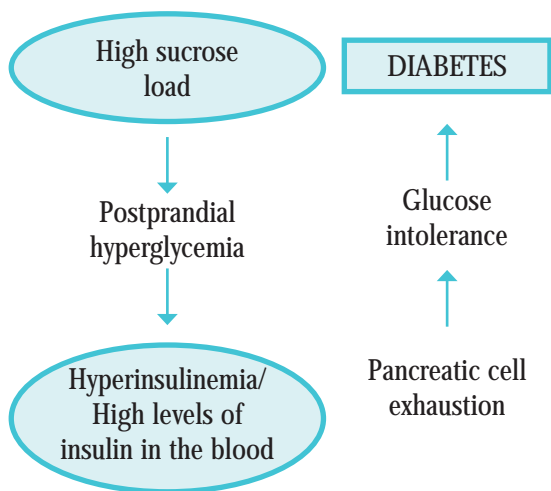 High sucrose
load
Postprandial
hyperglycemia
Hyperinsulinemia/
High levels of
insulin in the blood
DIABETES
Glucose
intolerance
Pancreatic cell
exhaustion